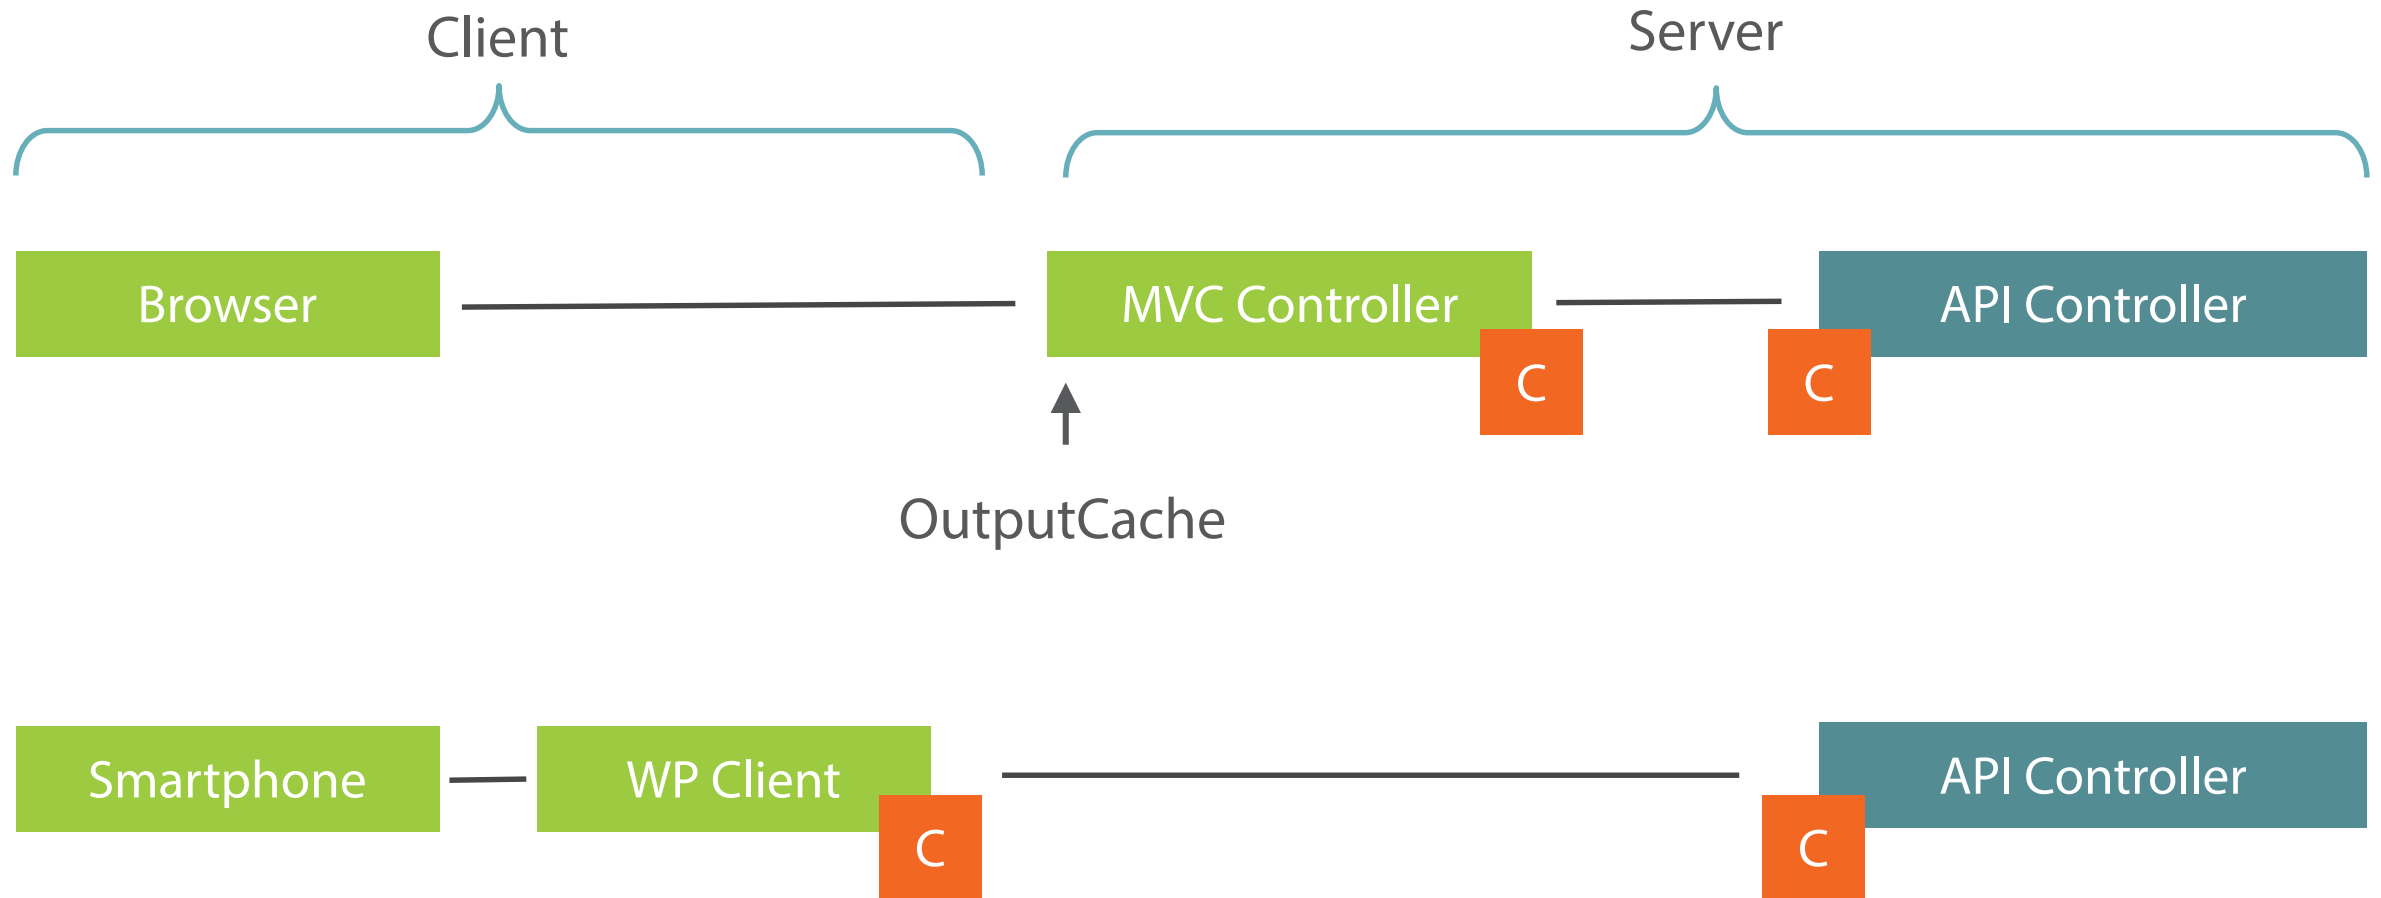 Client
Server
Browser
MVC Controller
API Controller
C
C
OutputCache
Smartphone
WP Client
API Controller
C
C